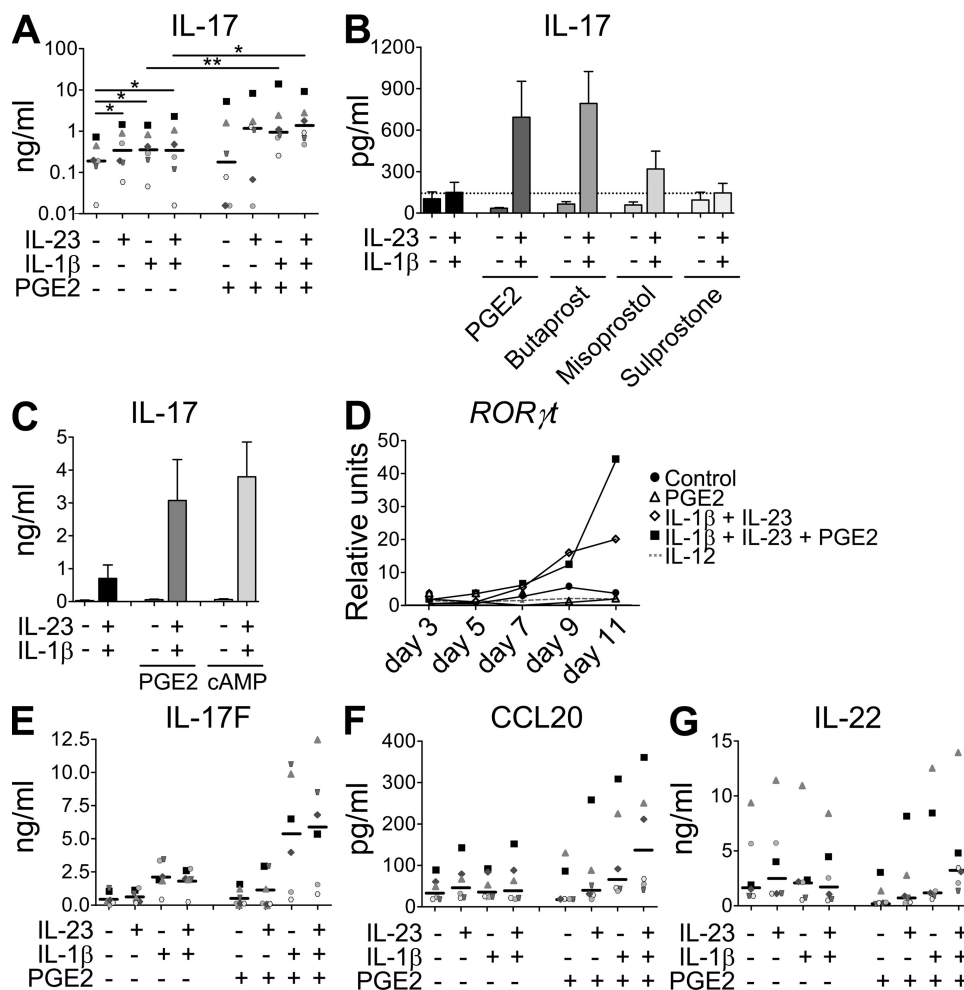 A
IL-17
ng/ml
100
10
1
0.1
0.01
* * * ** *
IL-23 - + - + - + - +
IL-1β - - + + - - + +
PGE2 - - - - + + + +
B
IL-17
pg/ml
900
600
300
0
IL-23 - + - + - + - + - +
IL-1β - + - + - + - + - +
PGE2
Butaprost
Misoprostol
Sulprostone
C
IL-17
ng/ml
5
4
3
2
1
0
IL-23 - + - + - +
IL-1β - + - + - +
PGE2 cAMP
D
RORγt
Relative units
50
40
30
20
10
0
day 3 day 5 day 7 day 9 day 11
Control
PGE2
IL-1β + IL-23
IL-1β + IL-23 + PGE2
IL-12
E
IL-17F
ng/ml
12.5
10.0
7.5
5.0
2.5
0.0
IL-23 - + - + - + - +
IL-1β - - + + - - + +
PGE2 - - - - + + + +
F
CCL20
pg/ml
400
300
200
100
0
IL-23 - + - + - + - +
IL-1β - - + + - - + +
PGE2 - - - - + + + +
G
IL-22
ng/ml
15
10
5
0
IL-23 - + - + - + - +
IL-1β - - + + - - + +
PGE2 - - - - + + + +